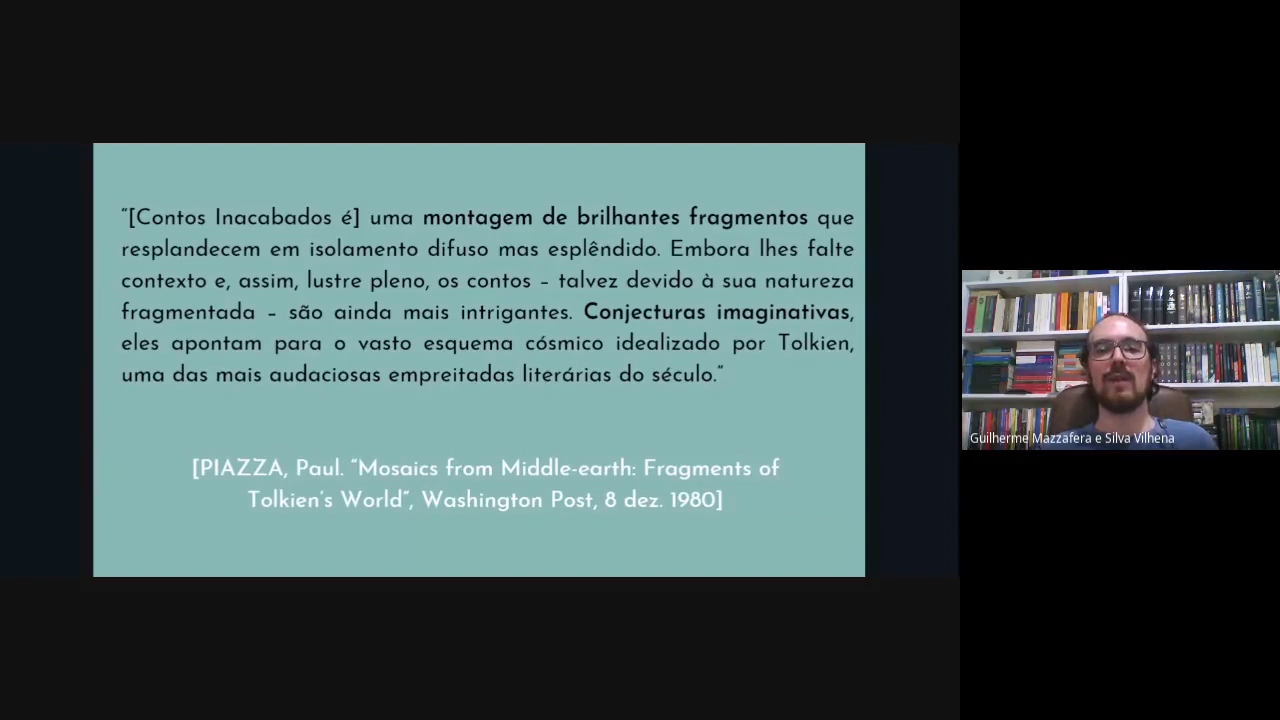 “[Contos Inacabados é] uma montagem de brilhantes fragmentos que
resplandecem em isolamento difuso mas esplêndido. Embora lhes falte
contexto e, assim, lustre pleno, os contos – talvez devido à sua natureza
fragmentada – são ainda mais intrigantes. Conjecturas imaginativas,
eles apontam para o vasto esquema cósmico idealizado por Tolkien,
uma das mais audaciosas empreitadas literárias do século.”
[PIAZZA, Paul. “Mosaics from Middle-earth: Fragments of
Tolkien’s World”, Washington Post, 8 dez. 1980]
Guilherme Mazzafera e Silva Vilhena